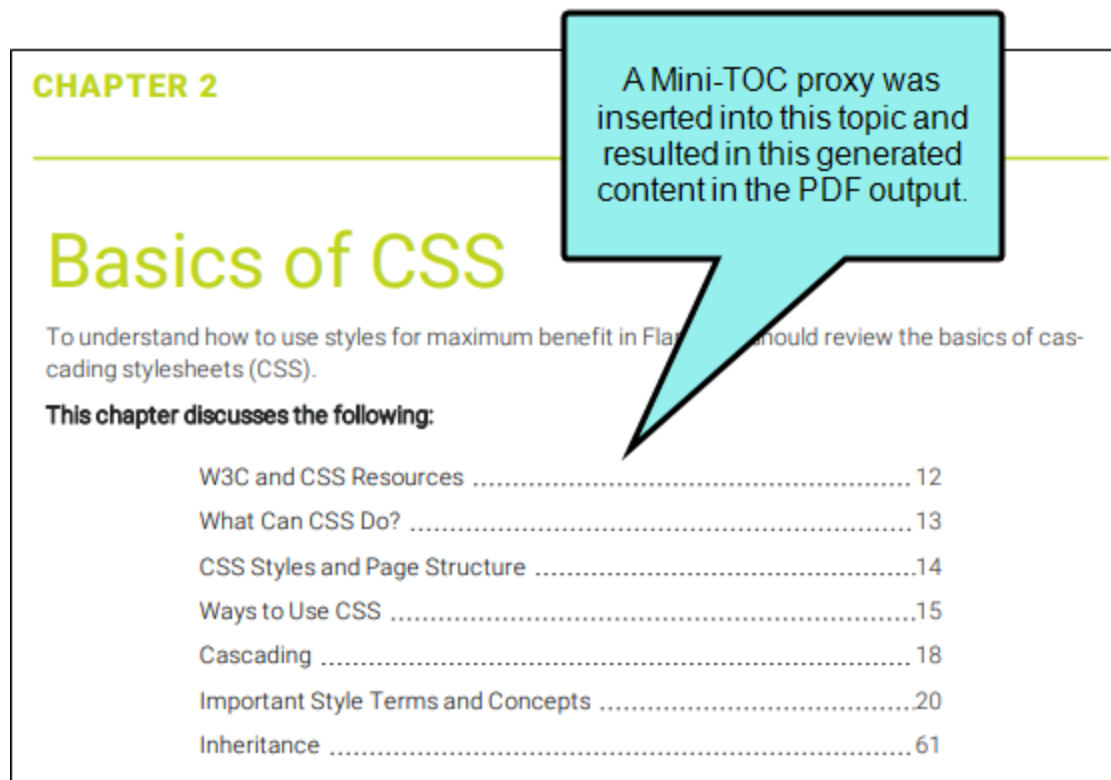 CHAPTER 2
A Mini-TOC proxy was
inserted into this topic and
resulted in this generated
content in the PDF output.
Basics of CSS
To understand how to use styles for maximum benefit in should review the basics of cas-
cading stylesheets (CSS).
This chapter discusses the following:
W3C and CSS Resources ........................................................ 12
What Can CSS Do? ................................................................ 13
CSS Styles and Page Structure ................................................14
Ways to Use CSS ...................................................................15
Cascading ............................................................................ 18
Important Style Terms and Concepts .......................................20
Inheritance .......................................................................... 61